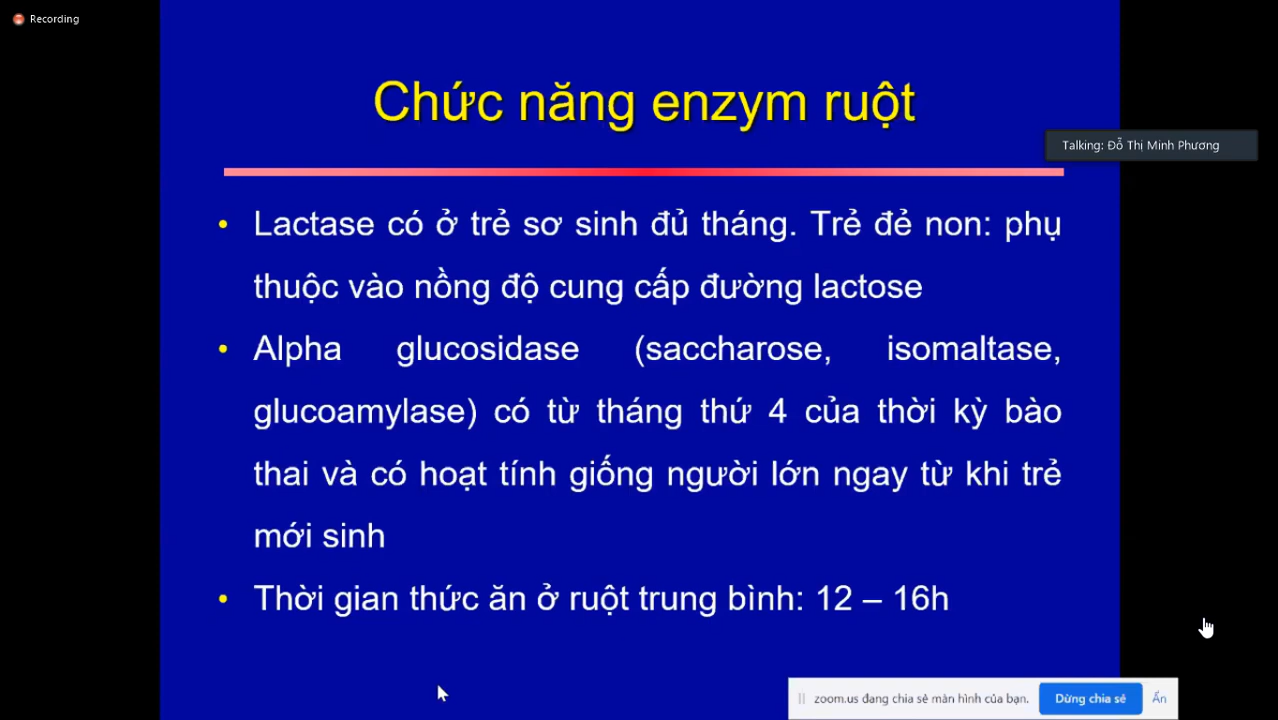 Recording
Chức năng enzym ruột
Talking: Đỗ Thị Minh Phương
• Lactase có ở trẻ sơ sinh đủ tháng. Trẻ đẻ non: phụ
thuộc vào nồng độ cung cấp đường lactose
• Alpha glucosidase (saccharose, isomaltase,
glucoamylase) có từ tháng thứ 4 của thời kỳ bào
thai và có hoạt tính giống người lớn ngay từ khi trẻ
mới sinh
• Thời gian thức ăn ở ruột trung bình: 12 – 16h
zoom.us đang chia sẻ màn hình của bạn. Dừng chia sẻ Ẩn